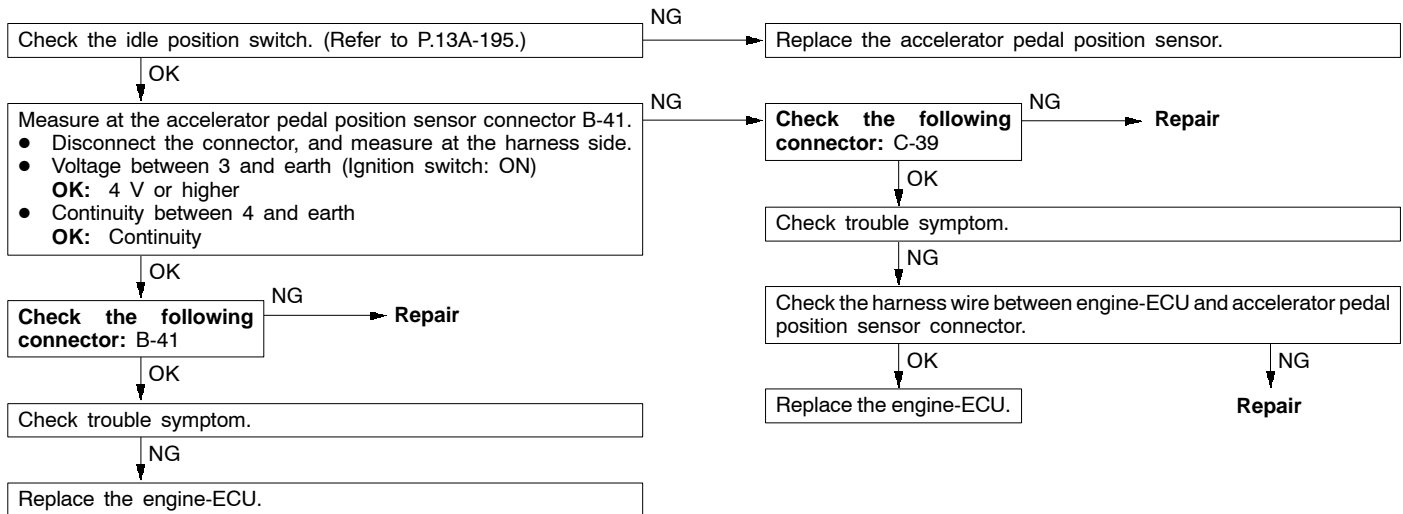 Check the idle position switch. (Refer to P.13A-195.)
NG
Replace the accelerator pedal position sensor.
OK
Measure at the accelerator pedal position sensor connector B-41.
● Disconnect the connector, and measure at the harness side.
● Voltage between 3 and earth (Ignition switch: ON)
OK: 4 V or higher
● Continuity between 4 and earth
OK: Continuity
NG
Check the following
connector: C-39
NG
Repair
OK
Check trouble symptom.
NG
Check the harness wire between engine-ECU and accelerator pedal
position sensor connector.
OK
NG
Replace the engine-ECU.
Repair
OK
Check the following
connector: B-41
NG
Repair
OK
Check trouble symptom.
NG
Replace the engine-ECU.